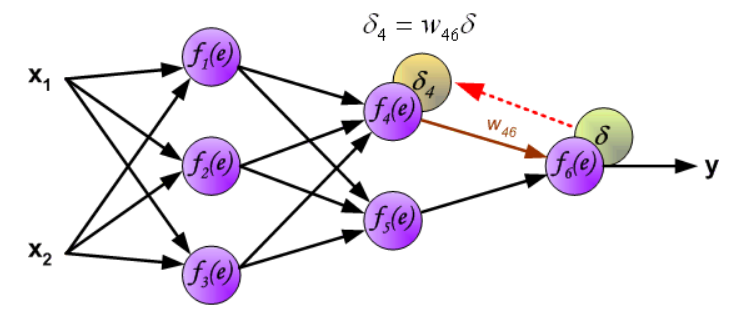 δ₄ = w₄₆δ
x₁
f₁(e)
δ₄
f₄(e)
w₄₆
δ
f₂(e)
f₆(e)
y
f₅(e)
x₂
f₃(e)